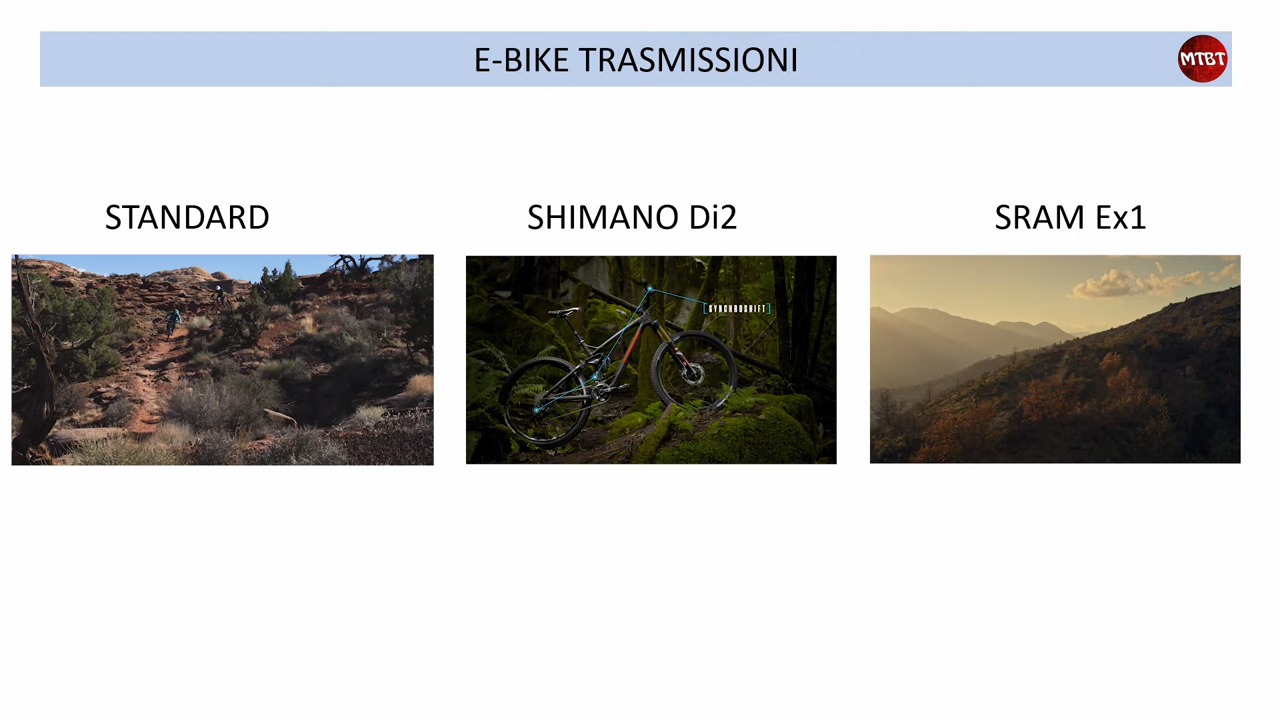 E-BIKE TRASMISSIONI
MTBT
STANDARD
SHIMANO Di2
SRAM Ex1
SYNCHROSHIFT